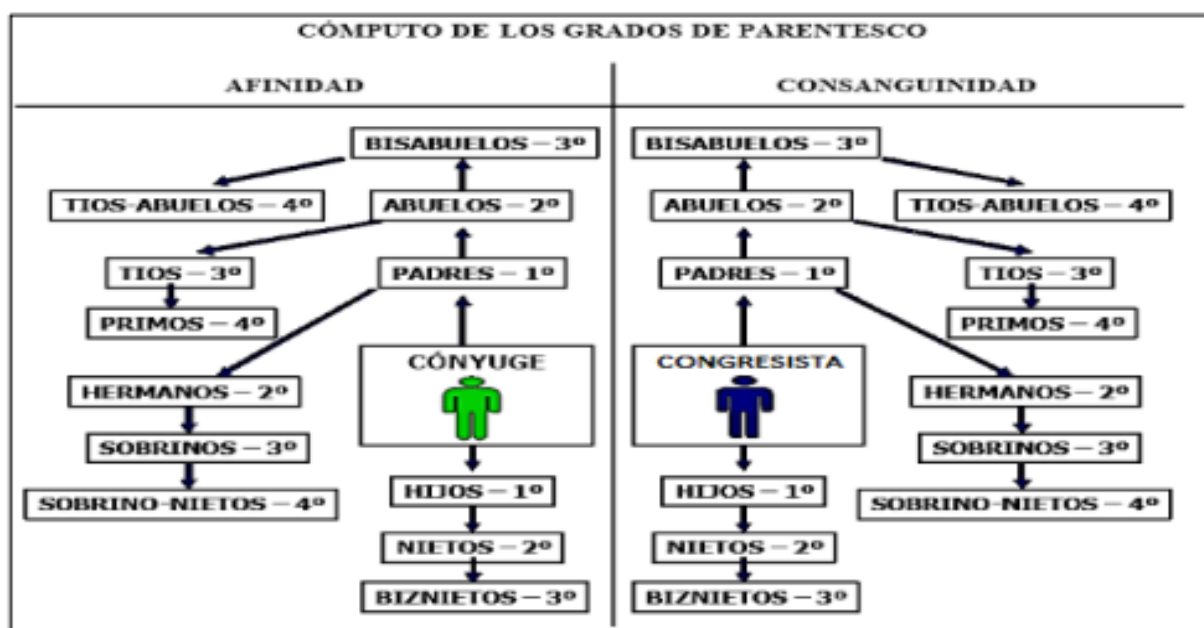 CÓMPUTO DE LOS GRADOS DE PARENTESCO
AFINIDAD
BISABUELOS – 3º
TIOS-ABUELOS – 4º
ABUELOS – 2º
TIOS – 3º
PADRES – 1º
PRIMOS – 4º
CÓNYUGE
HERMANOS – 2º
SOBRINOS – 3º
HIJOS – 1º
SOBRINO-NIETOS – 4º
NIETOS – 2º
BIZNIETOS – 3º
CONSANGUINIDAD
BISABUELOS – 3º
ABUELOS – 2º
TIOS-ABUELOS – 4º
PADRES – 1º
TIOS – 3º
PRIMOS – 4º
CONGRESISTA
HERMANOS – 2º
SOBRINOS – 3º
HIJOS – 1º
SOBRINO-NIETOS – 4º
NIETOS – 2º
BIZNIETOS – 3º